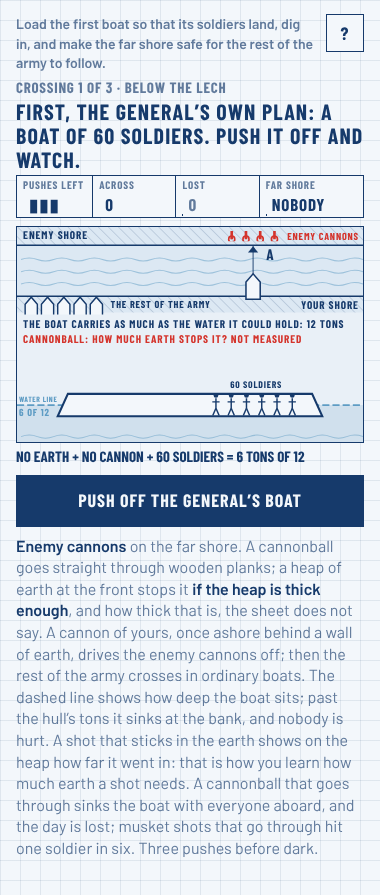 Load the first boat so that its soldiers land, dig
in, and make the far shore safe for the rest of the
army to follow.
?
CROSSING 1 OF 3 · BELOW THE LECH
FIRST, THE GENERAL’S OWN PLAN: A
BOAT OF 60 SOLDIERS. PUSH IT OFF AND
WATCH.
PUSHES LEFT
ACROSS
0
LOST
0
FAR SHORE
NOBODY
ENEMY SHORE
ENEMY CANNONS
A
THE REST OF THE ARMY
YOUR SHORE
THE BOAT CARRIES AS MUCH AS THE WATER IT COULD HOLD: 12 TONS
CANNONBALL: HOW MUCH EARTH STOPS IT? NOT MEASURED
60 SOLDIERS
WATER LINE
6 OF 12
NO EARTH + NO CANNON + 60 SOLDIERS = 6 TONS OF 12
PUSH OFF THE GENERAL’S BOAT
Enemy cannons on the far shore. A cannonball
goes straight through wooden planks; a heap of
earth at the front stops it if the heap is thick
enough, and how thick that is, the sheet does not
say. A cannon of yours, once ashore behind a wall
of earth, drives the enemy cannons off; then the
rest of the army crosses in ordinary boats. The
dashed line shows how deep the boat sits; past
the hull’s tons it sinks at the bank, and nobody is
hurt. A shot that sticks in the earth shows on the
heap how far it went in: that is how you learn how
much earth a shot needs. A cannonball that goes
through sinks the boat with everyone aboard, and
the day is lost; musket shots that go through hit
one soldier in six. Three pushes before dark.